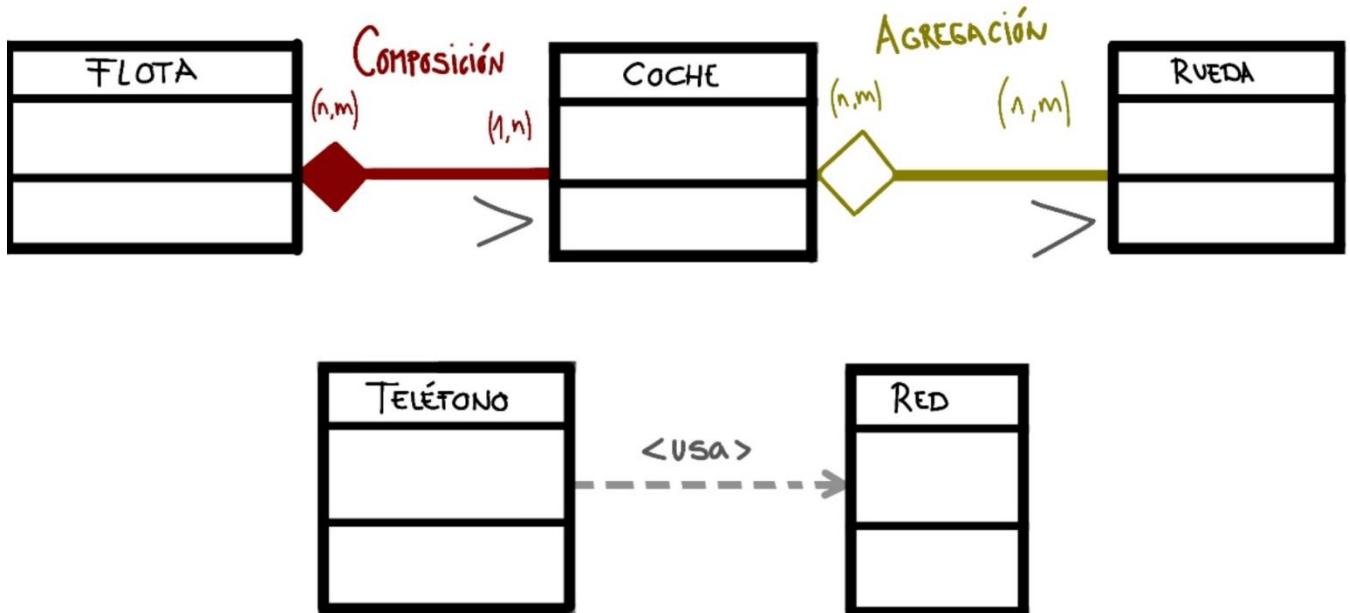 FLOTA
COMPOSICIÓN
(n,m)
(1,n)
COCHE
AGREGACIÓN
(n,m)
(1,m)
RUEDA
TELÉFONO
<usa>
RED